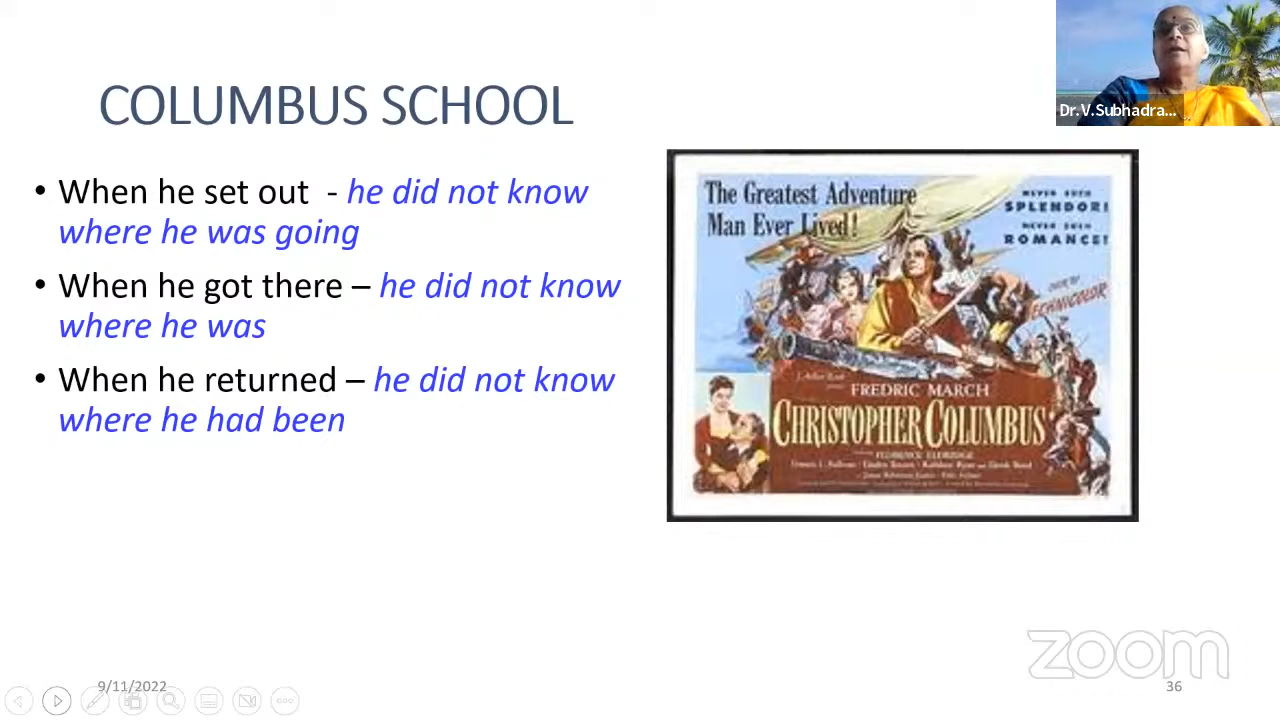 Dr.V.Subhadra...
COLUMBUS SCHOOL
• When he set out - he did not know
where he was going
• When he got there – he did not know
where he was
• When he returned – he did not know
where he had been
The Greatest Adventure
Man Ever Lived!
NEVER SUCH
SPLENDOR!
NEVER SUCH
ROMANCE!
TECHNICOLOR
FREDRIC MARCH
CHRISTOPHER COLUMBUS
FLORENCE ELDRIDGE
zoom
9/11/2022
36